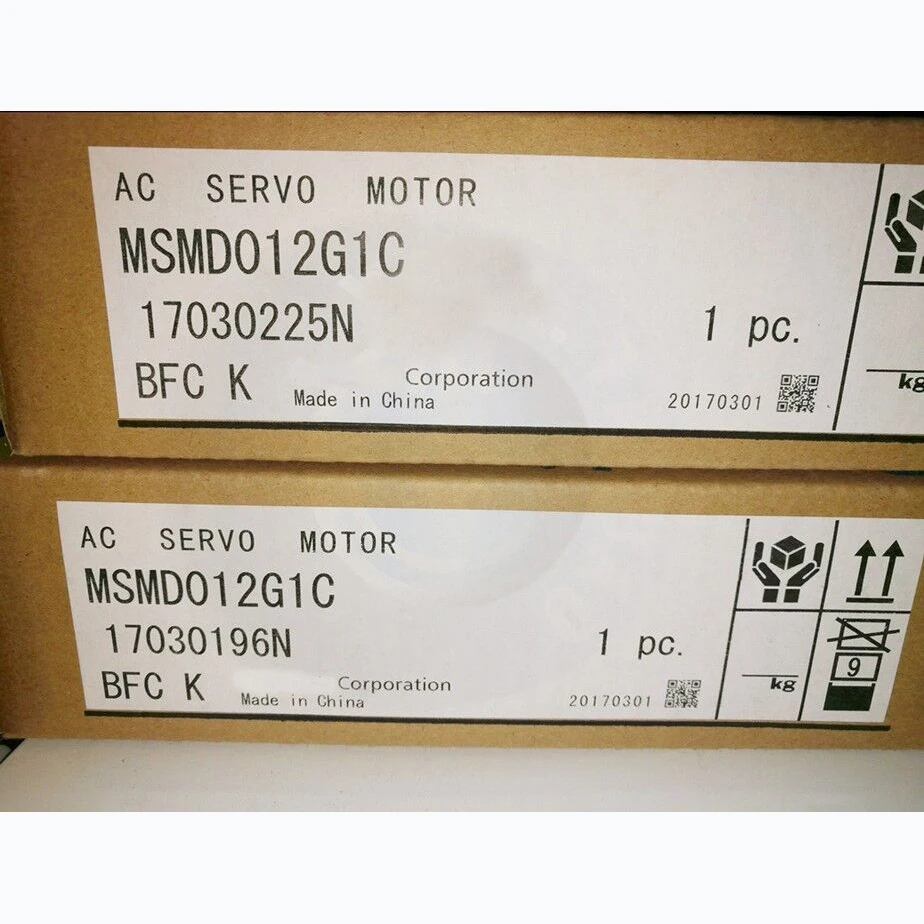 AC SERVO MOTOR
MSMD012G1C
17030225N
1 pc.
BFC K
Corporation
Made in China
20170301
kg
AC SERVO MOTOR
MSMD012G1C
17030196N
1 pc.
BFC K
Corporation
Made in China
20170301
kg
9